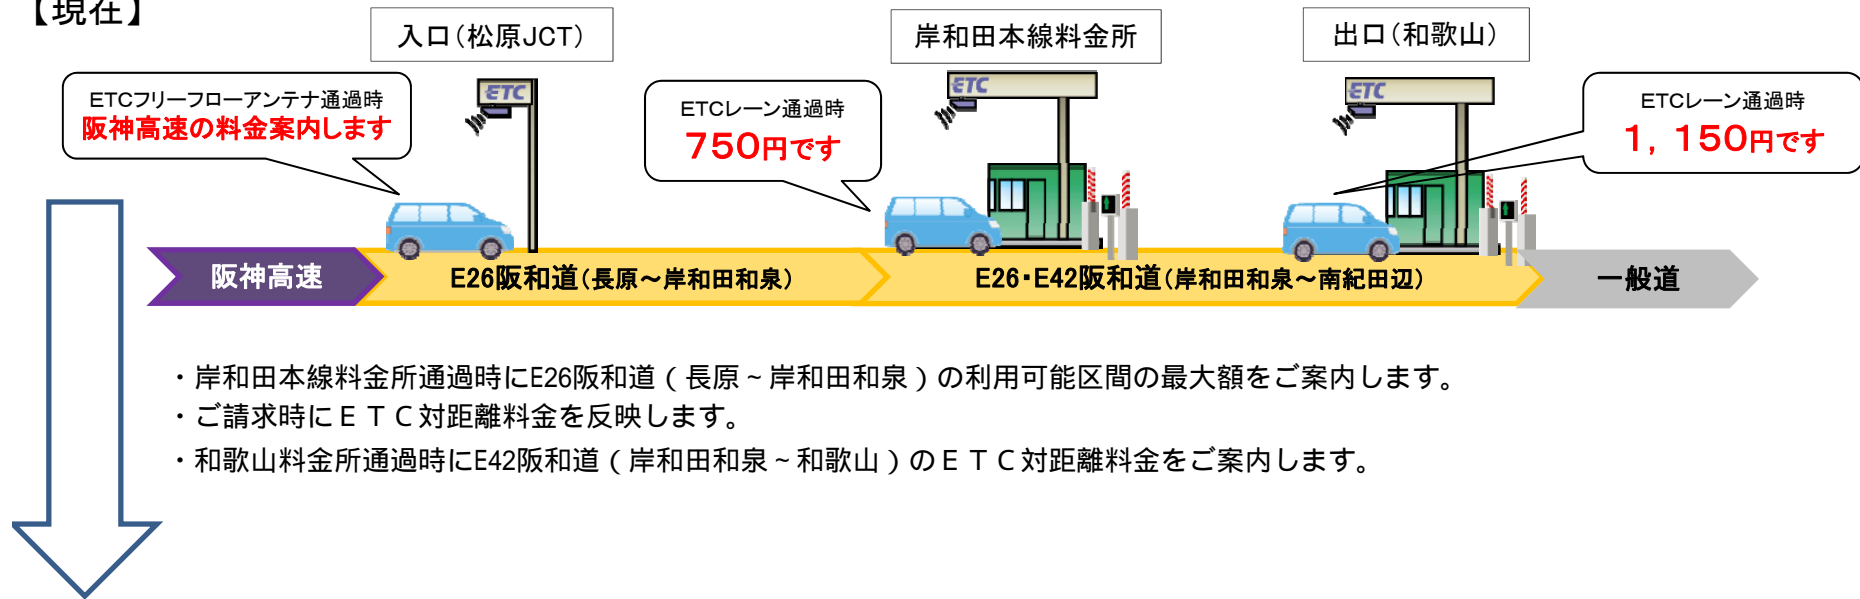 【現在】
入口（松原JCT）
岸和田本線料金所
出口（和歌山）
ETCフリーフローアンテナ通過時
阪神高速の料金案内します
ETC
ETCレーン通過時
750円です
ETC
ETC
ETCレーン通過時
1，150円です
阪神高速
E26阪和道（長原～岸和田和泉）
E26・E42阪和道（岸和田和泉～南紀田辺）
一般道
・岸和田本線料金所通過時にE26阪和道（長原～岸和田和泉）の利用可能区間の最大額をご案内します。
・ご請求時にＥＴＣ対距離料金を反映します。
・和歌山料金所通過時にE42阪和道（岸和田和泉～和歌山）のＥＴＣ対距離料金をご案内します。